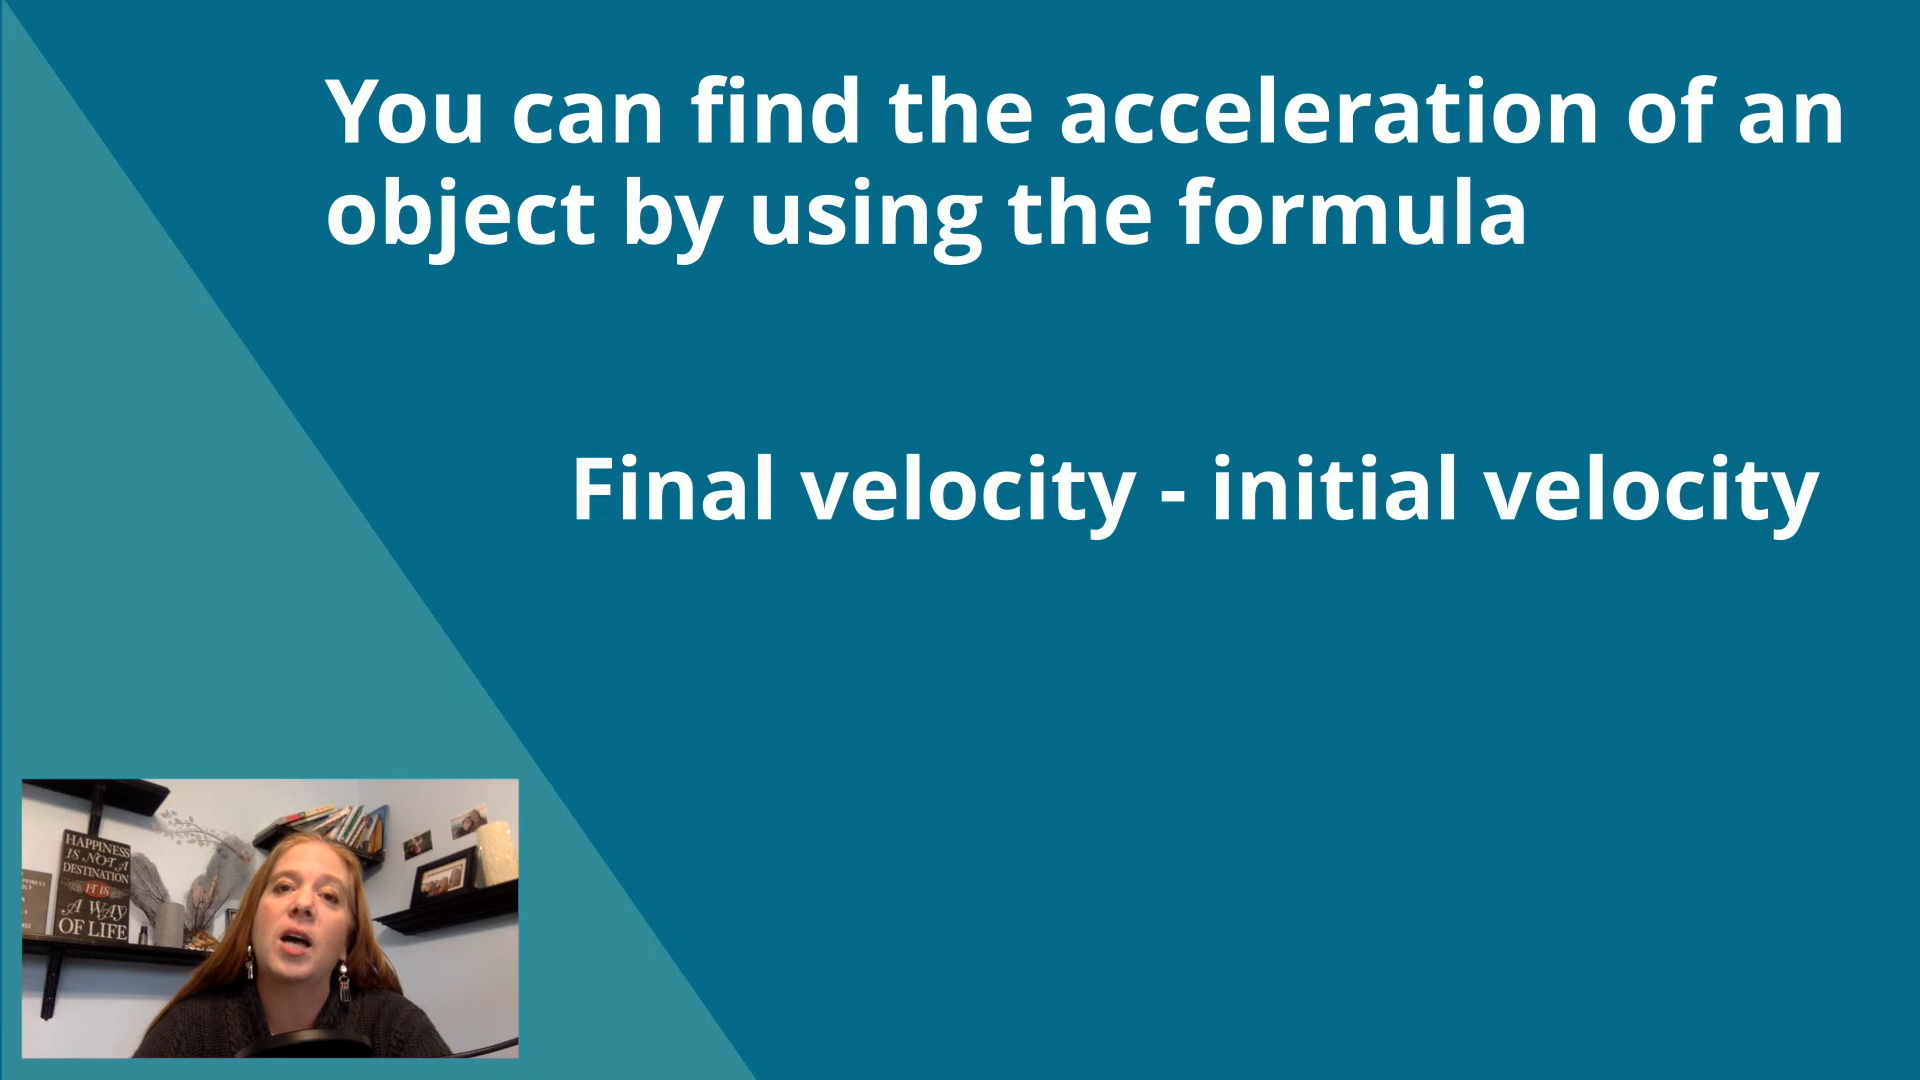 You can find the acceleration of an
object by using the formula
Final velocity - initial velocity
HAPPINESS
IS NOT A
DESTINATION
IT IS
A WAY
OF LIFE